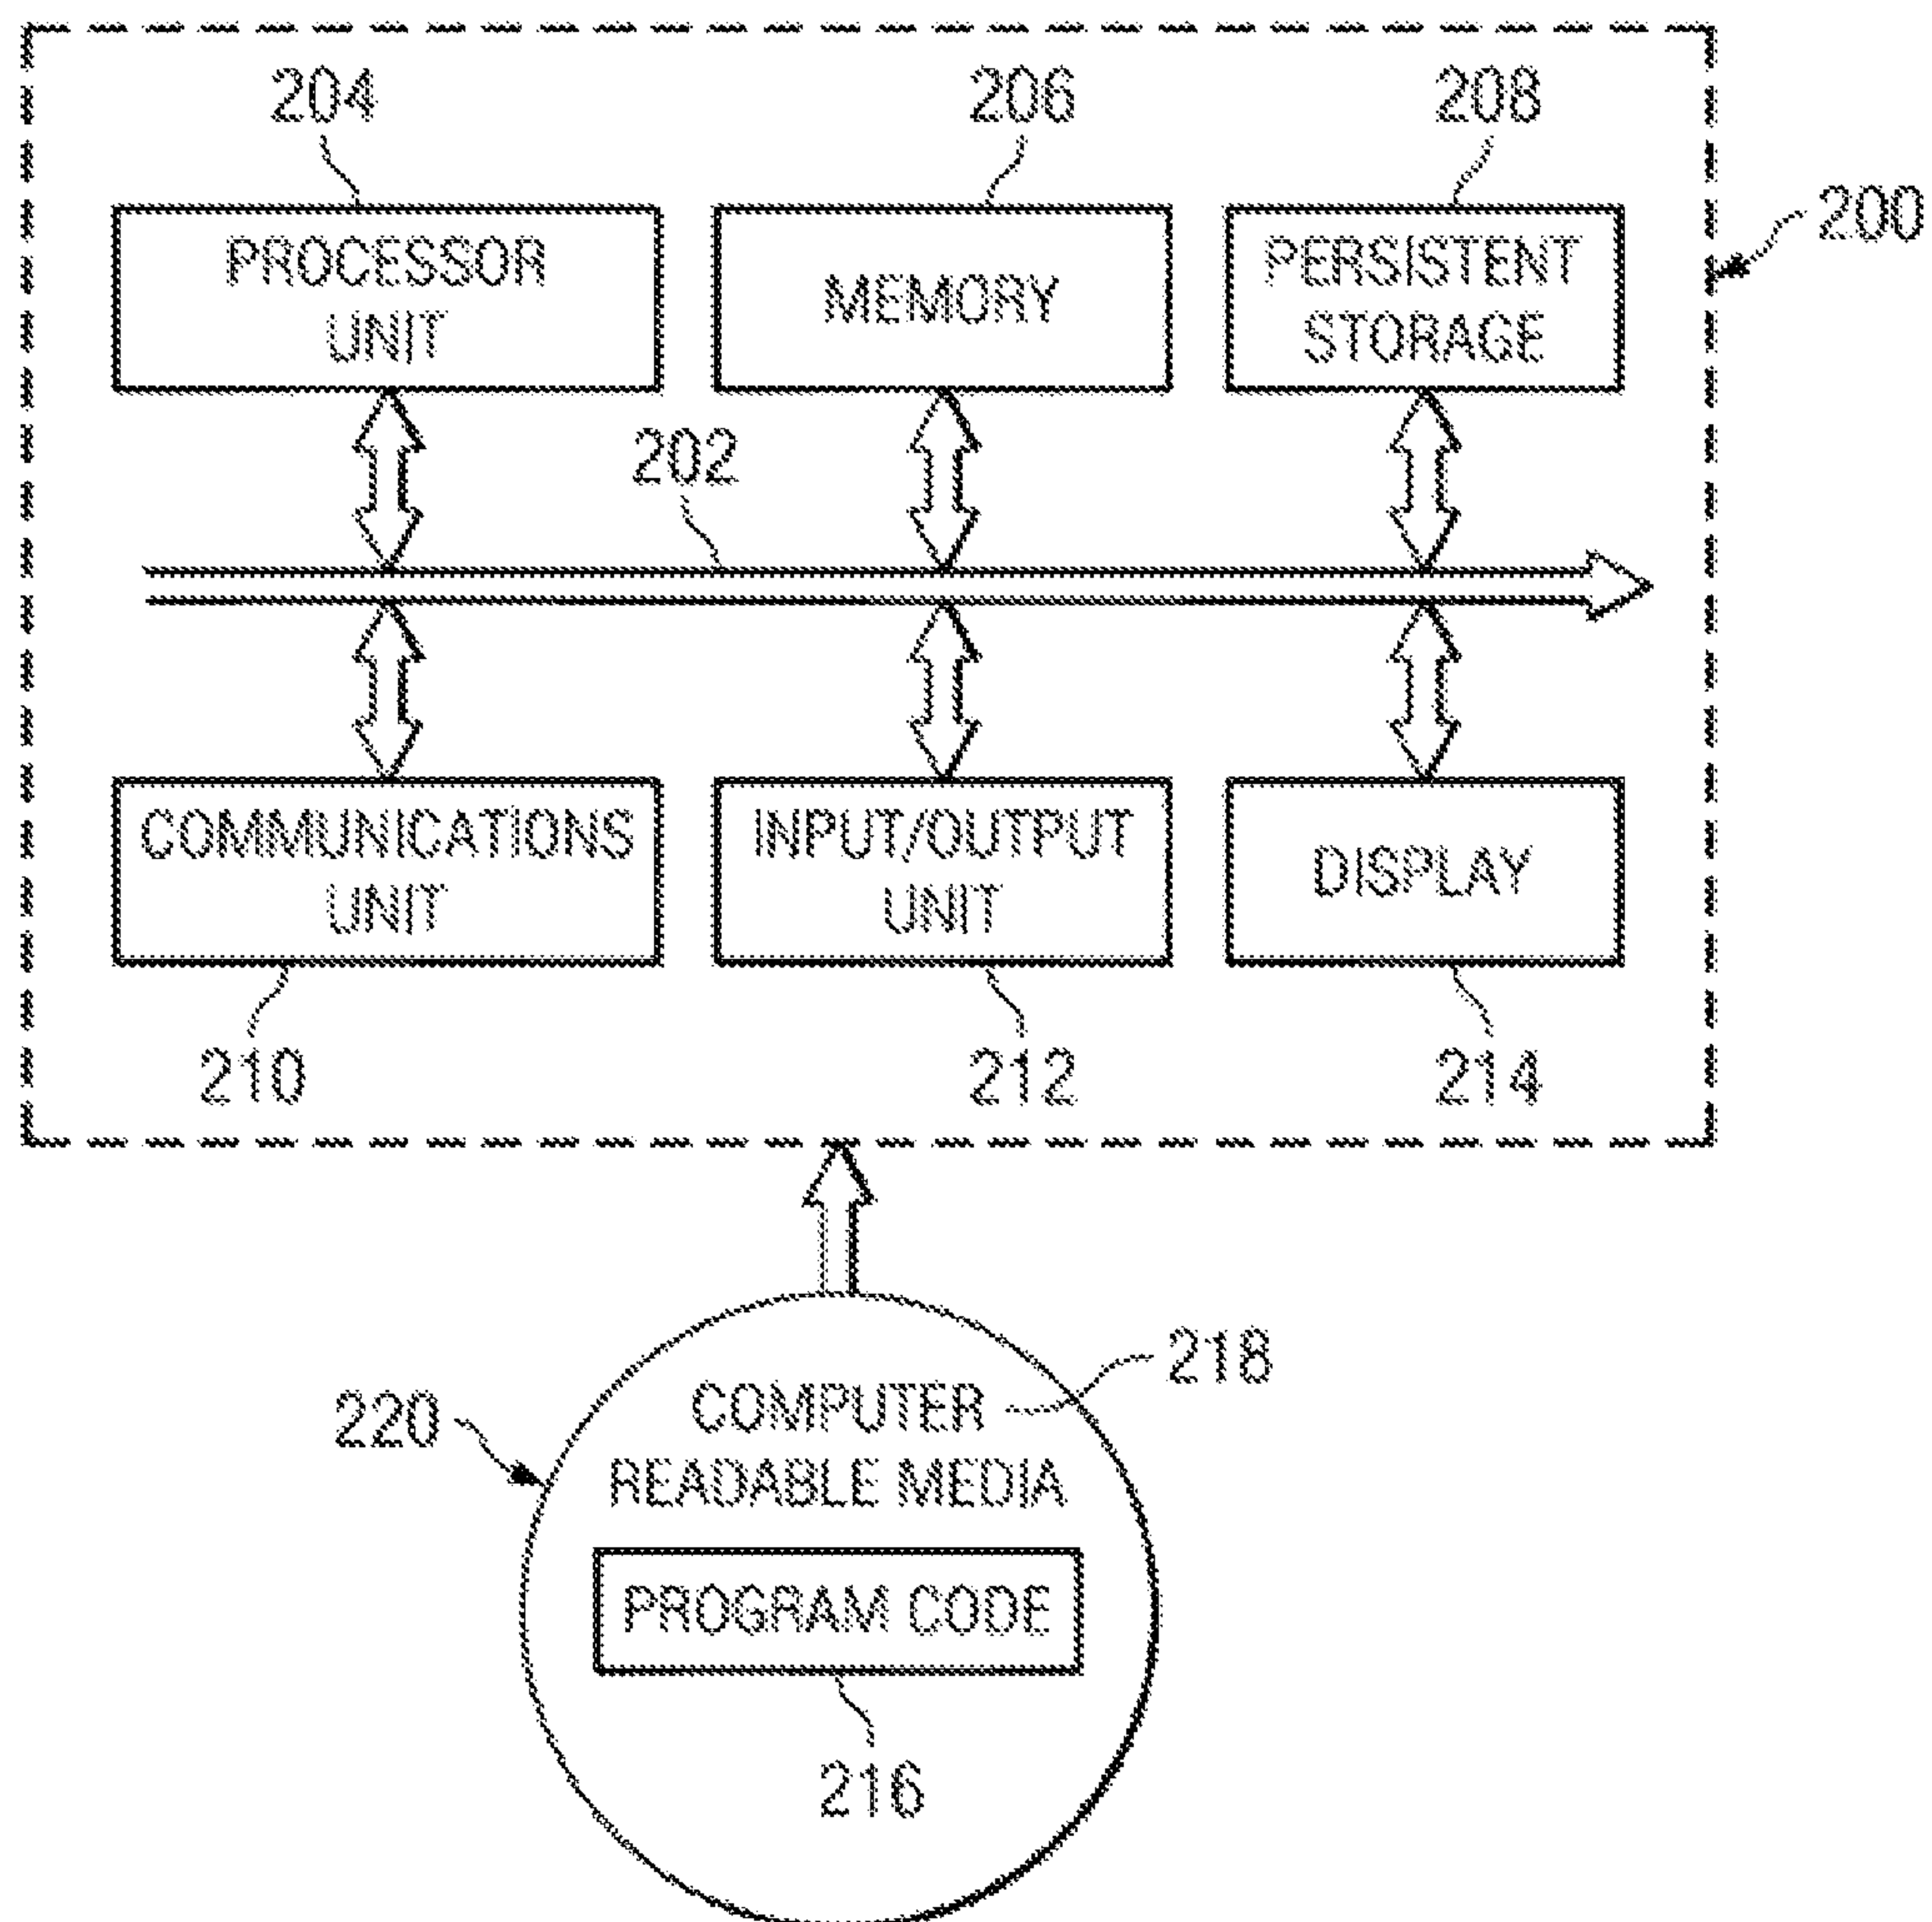 204
206
208
200
PROCESSOR
UNIT
MEMORY
PERSISTENT
STORAGE
202
COMMUNICATIONS
UNIT
INPUT/OUTPUT
UNIT
DISPLAY
210
212
214
218
220
COMPUTER
READABLE MEDIA
PROGRAM CODE
216